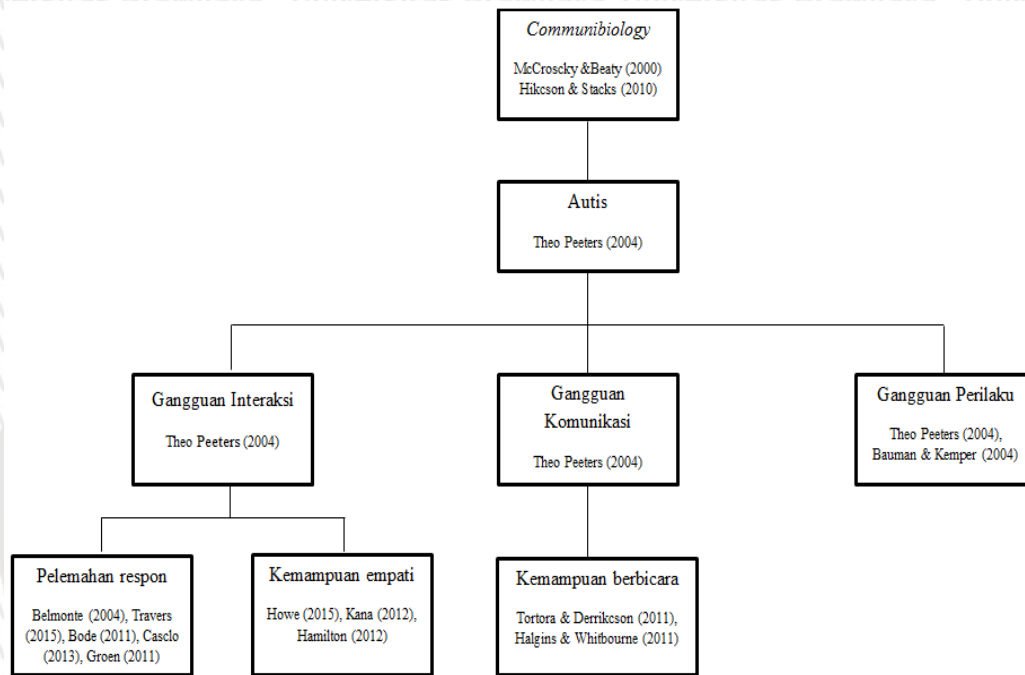 Communibiology
McCroscky &Beaty (2000)
Hikcson & Stacks (2010)
Autis
Theo Peeters (2004)
Gangguan Interaksi
Theo Peeters (2004)
Gangguan
Komunikasi
Theo Peeters (2004)
Gangguan Perilaku
Theo Peeters (2004),
Bauman & Kemper (2004)
Pelemahan respon
Belmonte (2004), Travers
(2015), Bode (2011), Casclo
(2013), Groen (2011)
Kemampuan empati
Howe (2015), Kana (2012),
Hamilton (2012)
Kemampuan berbicara
Tortora & Derrikcson (2011),
Halgins & Whitbourne (2011)